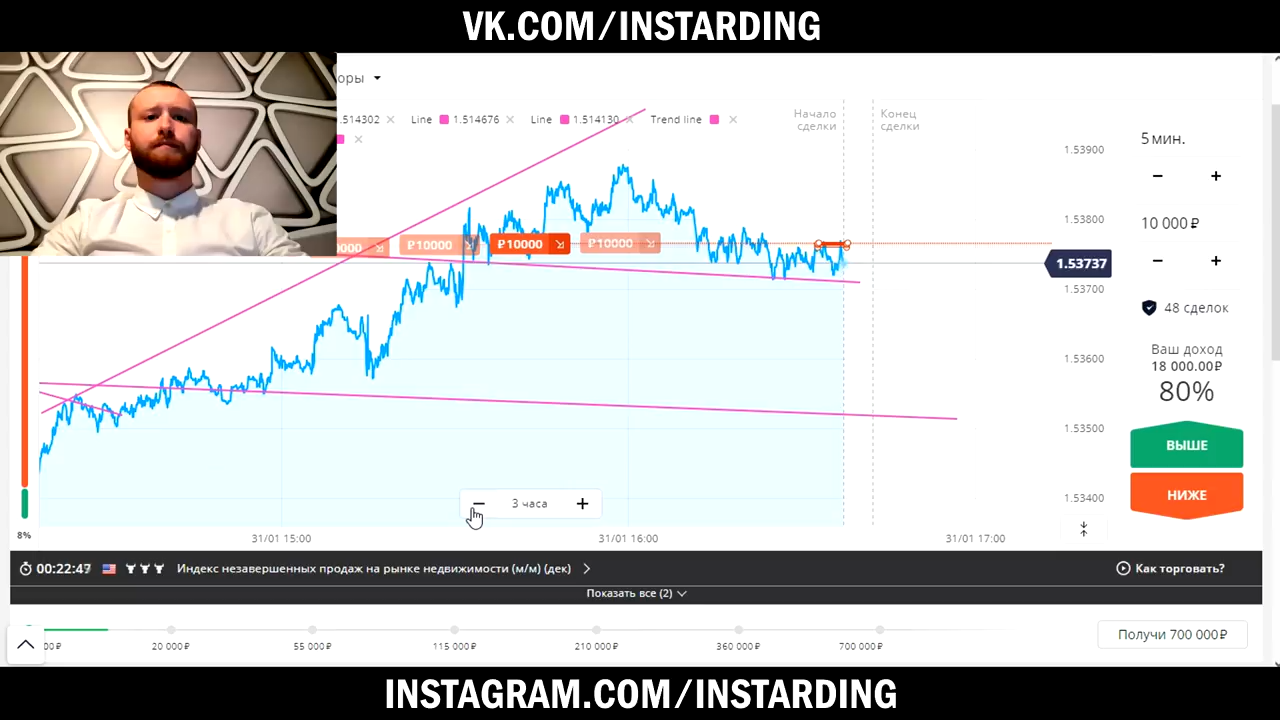 VK.COM/INSTARDING
оры
.514302 Line 1.514676 Line 1.514130 Trend line
Начало сделки
Конец сделки
1.53900
1.53800
1.53737
1.53700
1.53600
1.53500
1.53400
0000 ₽10000 ₽10000 ₽10000
5 мин.
10 000 ₽
48 сделок
Ваш доход
18 000.00₽
80%
ВЫШЕ
НИЖЕ
3 часа
8%
31/01 15:00 31/01 16:00 31/01 17:00
00:22:47 Индекс незавершенных продаж на рынке недвижимости (м/м) (дек)
Как торговать?
Показать все (2)
00₽ 20 000₽ 55 000₽ 115 000₽ 210 000₽ 360 000₽ 700 000₽
Получи 700 000₽
INSTAGRAM.COM/INSTARDING